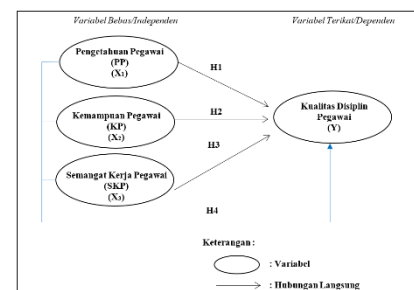 Variabel Bebas/Independen
Variabel Terikat/Dependen
Pengetahuan Pegawai
(PP)
(X1)
H1
Kemampuan Pegawai
(KP)
(X2)
H2
Kualitas Disiplin
Pegawai
(Y)
H3
Semangat Kerja Pegawai
(SKP)
(X3)
H4
Keterangan :
: Variabel
: Hubungan Langsung